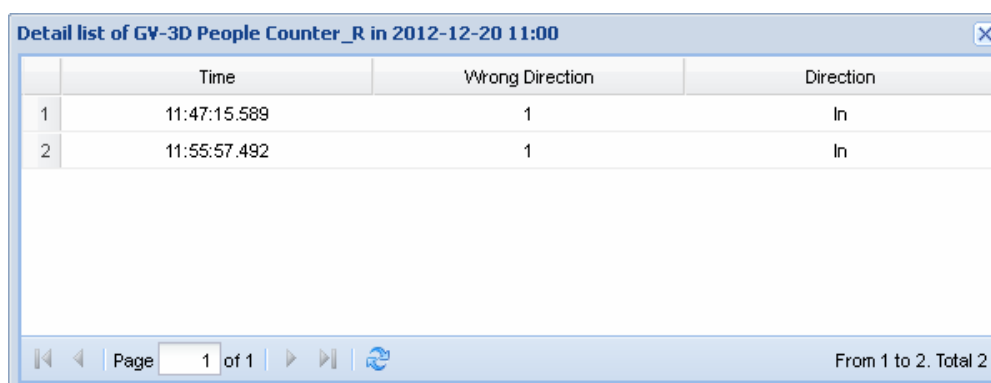 Detail list of GV-3D People Counter_R in 2012-12-20 11:00
Time Wrong Direction Direction
1 11:47:15.589 1 In
2 11:55:57.492 1 In
Page 1 of 1 From 1 to 2. Total 2